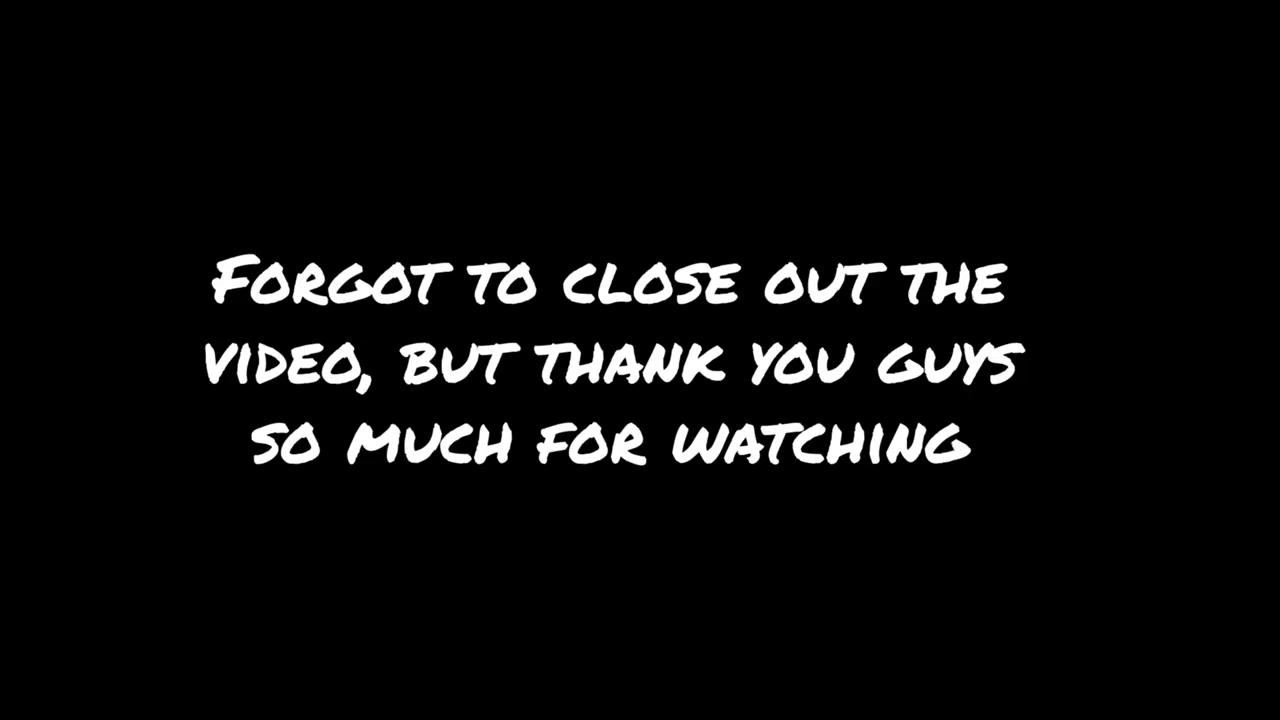 Forgot to close out the
video, but thank you guys
so much for watching